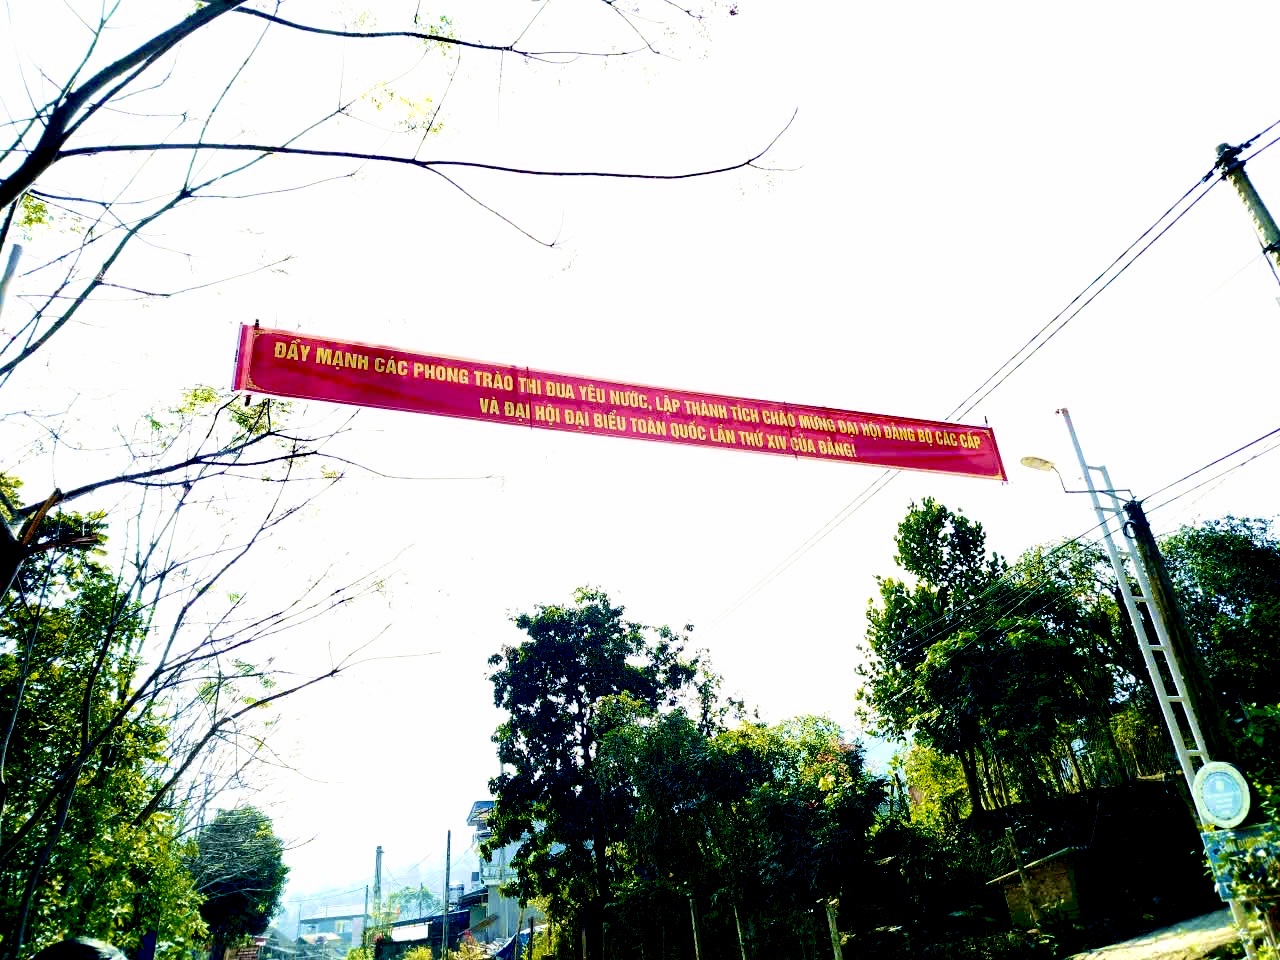 ĐẨY MẠNH CÁC PHONG TRÀO THI ĐUA YÊU NƯỚC, LẬP THÀNH TÍCH CHÀO MỪNG ĐẠI HỘI ĐẢNG BỘ CÁC CẤP
VÀ ĐẠI HỘI ĐẠI BIỂU TOÀN QUỐC LẦN THỨ XIV CỦA ĐẢNG!